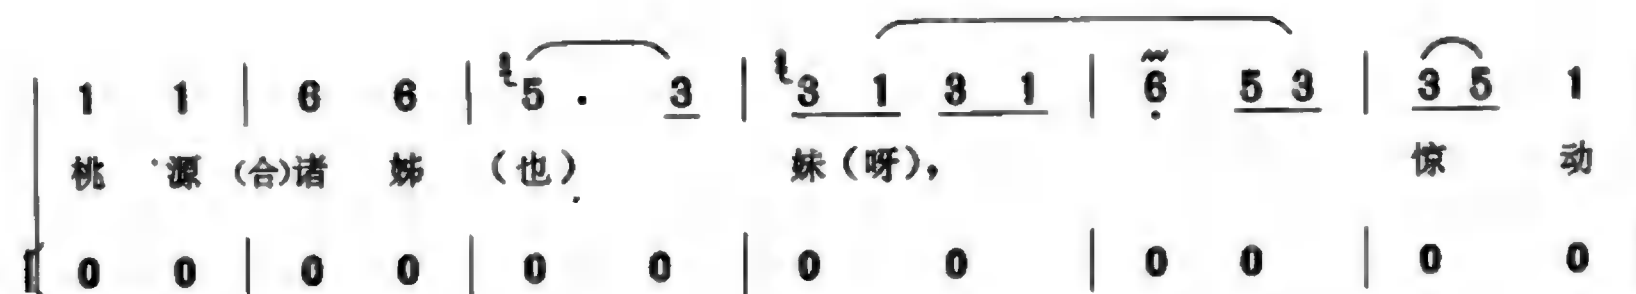 1 1 | 6 6 | 5 . 3 | 3 1 3 1 | 6 5 3 | 3 5 1
桃 源 (合)诸 姊 (也) 妹(呀), 惊 动
0 0 | 0 0 | 0 0 | 0 0 | 0 0 | 0 0